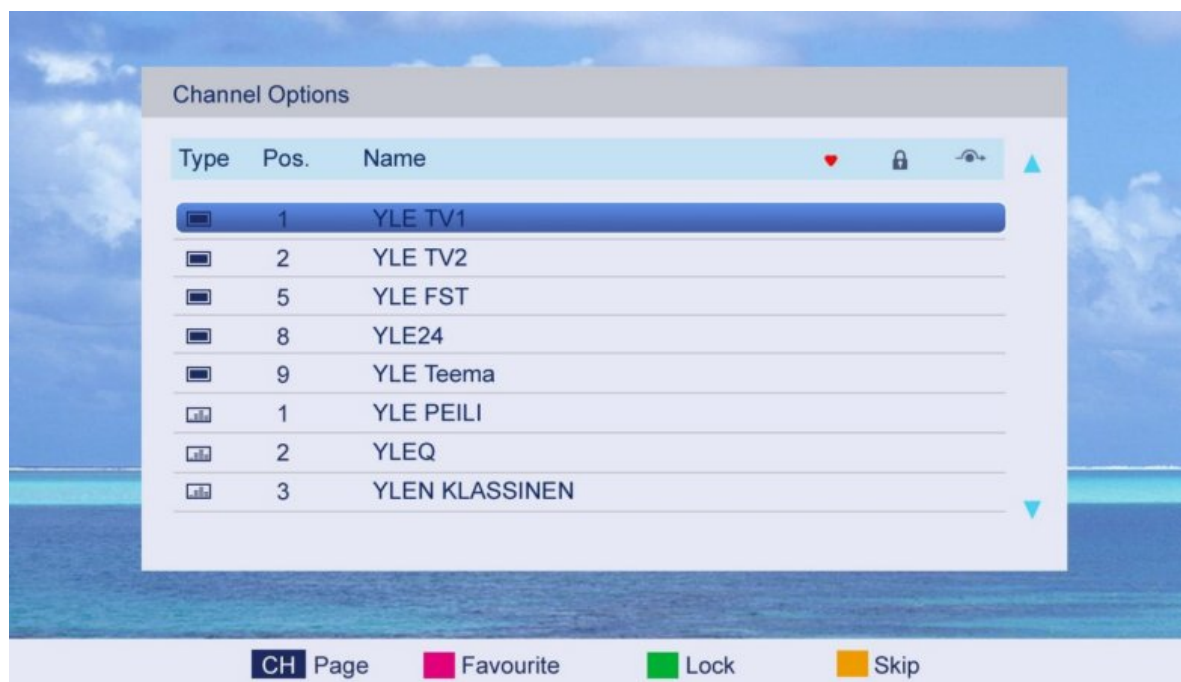 Channel Options
Type Pos. Name
1 YLE TV1
2 YLE TV2
5 YLE FST
8 YLE24
9 YLE Teema
1 YLE PEILI
2 YLEQ
3 YLEN KLASSINEN
CH Page Favourite Lock Skip